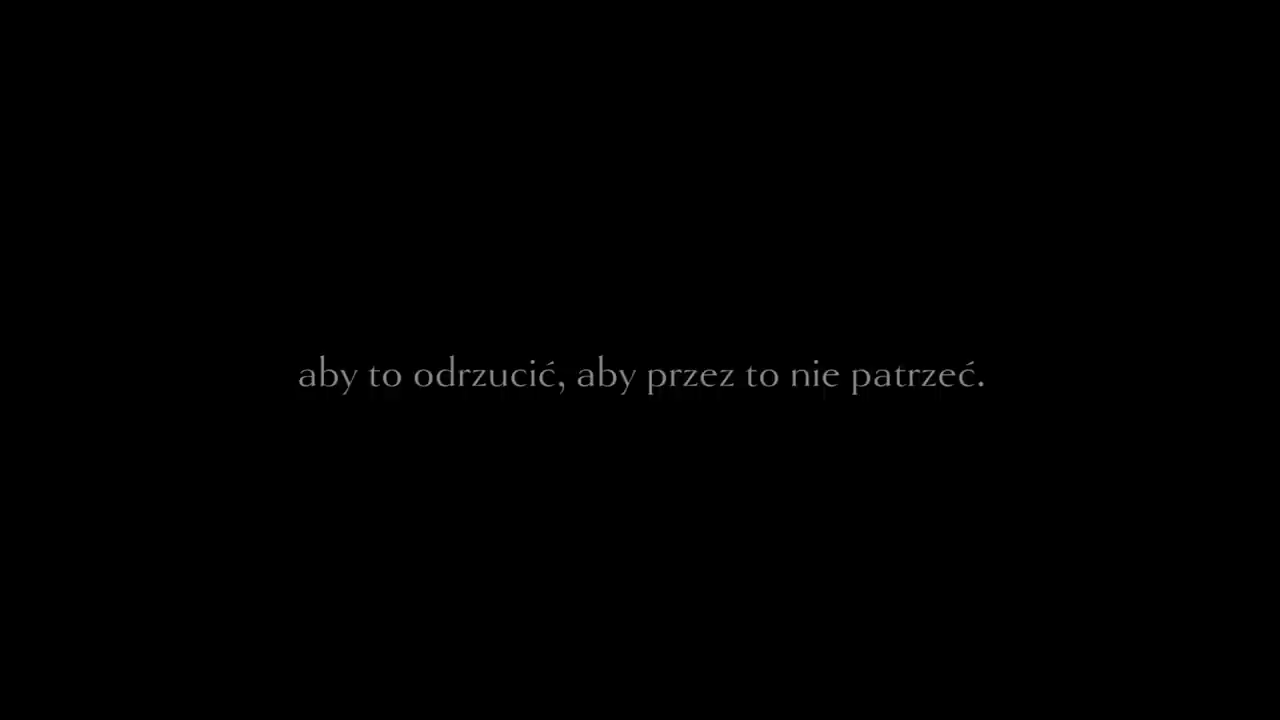 aby to odrzucić, aby przez to nie patrzeć.